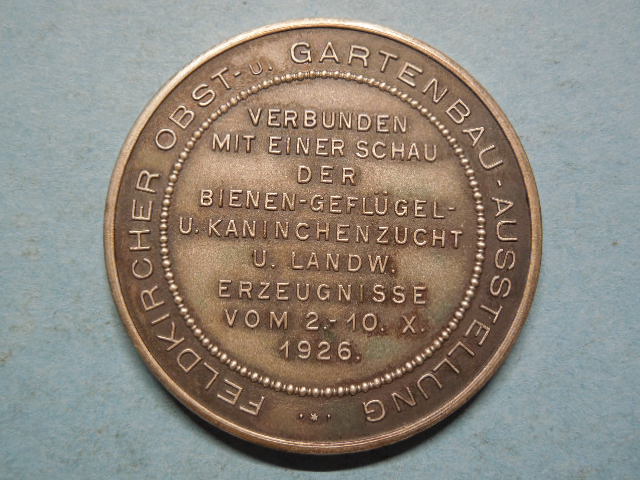 FELDKIRCHER OBST- u. GARTENBAU-AUSSTELLUNG
VERBUNDEN
MIT EINER SCHAU
DER
BIENEN-GEFLÜGEL-
U. KANINCHENZUCHT
U. LANDW.
ERZEUGNISSE
VOM 2.-10. X.
1926.